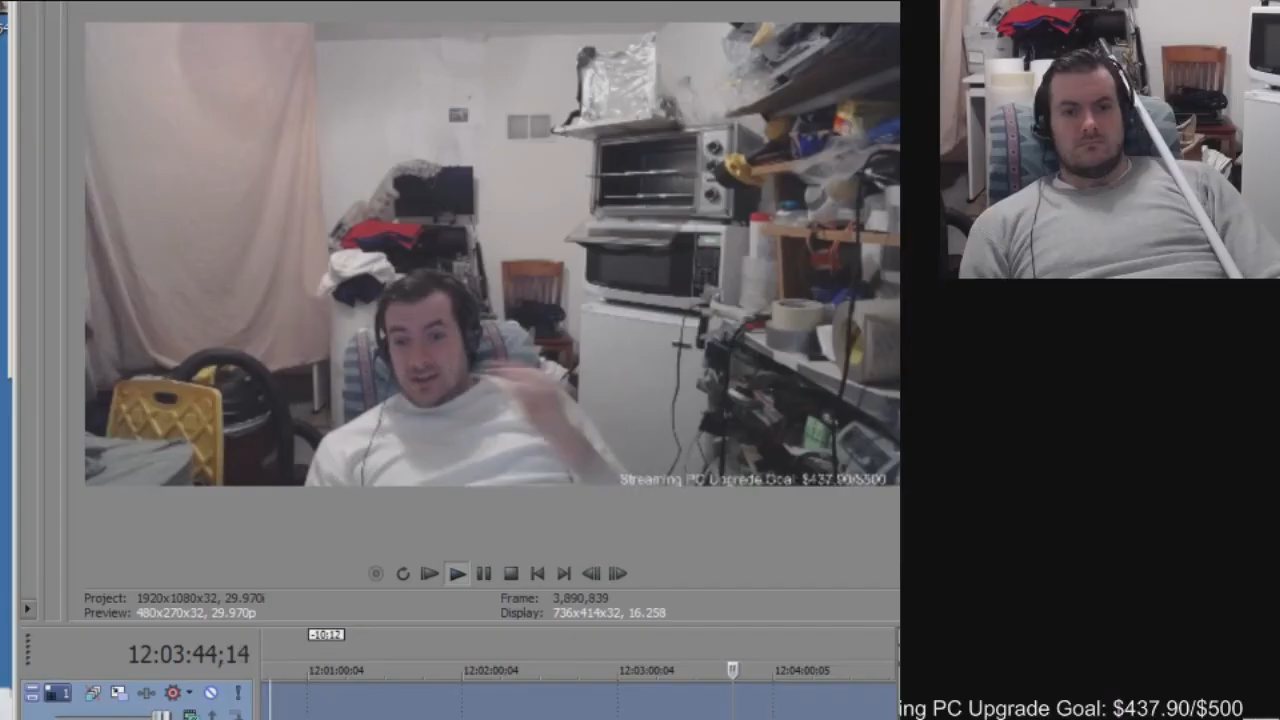 Streaming PC Upgrade Goal: $437.90/$500
Project: 1920x1080x32, 29.970i
Frame: 3,890,839
Preview: 480x270x32, 29.970p
Display: 736x414x32, 16.258
-10:12
12:03:44;14
12:01:00:04
12:02:00;04
12:03:00:04
12:04:00:05
1
ing PC Upgrade Goal: $437.90/$500